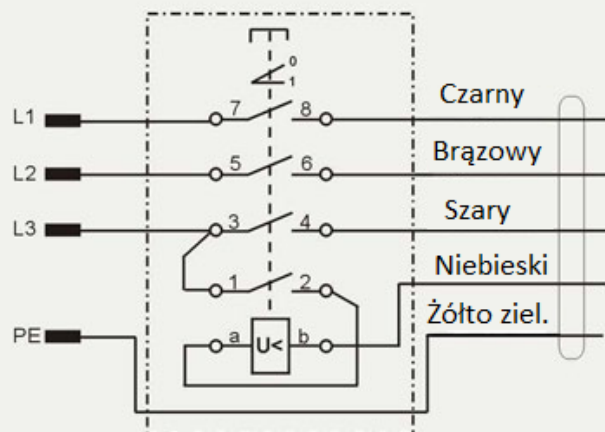 0
1
L1 7 8 Czarny
L2 5 6 Brązowy
L3 3 4 Szary
1 2 Niebieski
PE a U< b Żółto ziel.